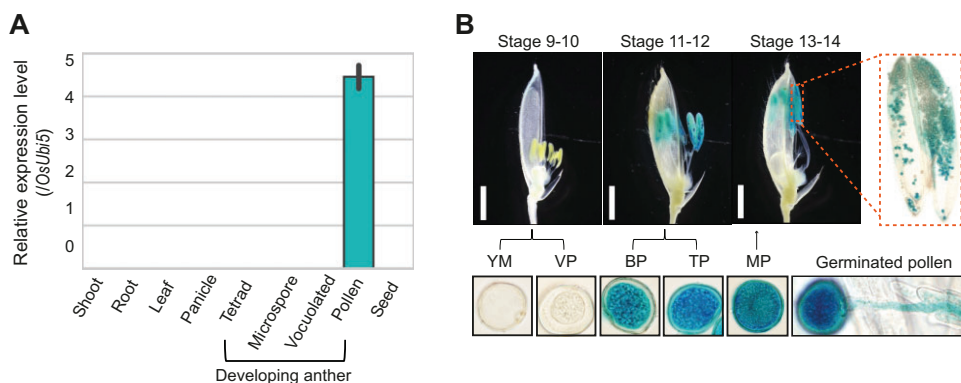 A
Relative expression level
(/OsUbi5)
5
4
3
2
1
0
Shoot
Root
Leaf
Panicle
Tetrad
Microspore
Vocuolated
Pollen
Seed
Developing anther
B
Stage 9-10
Stage 11-12
Stage 13-14
YM
VP
BP
TP
MP
Germinated pollen